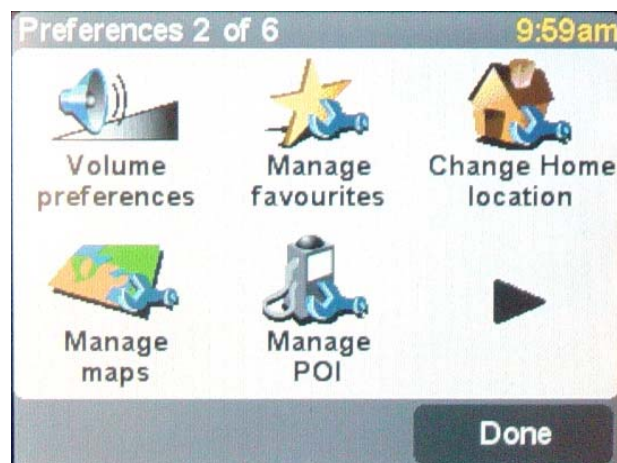 Preferences 2 of 6
9:59am
Volume
preferences
Manage
favourites
Change Home
location
Manage
maps
Manage
POI
Done